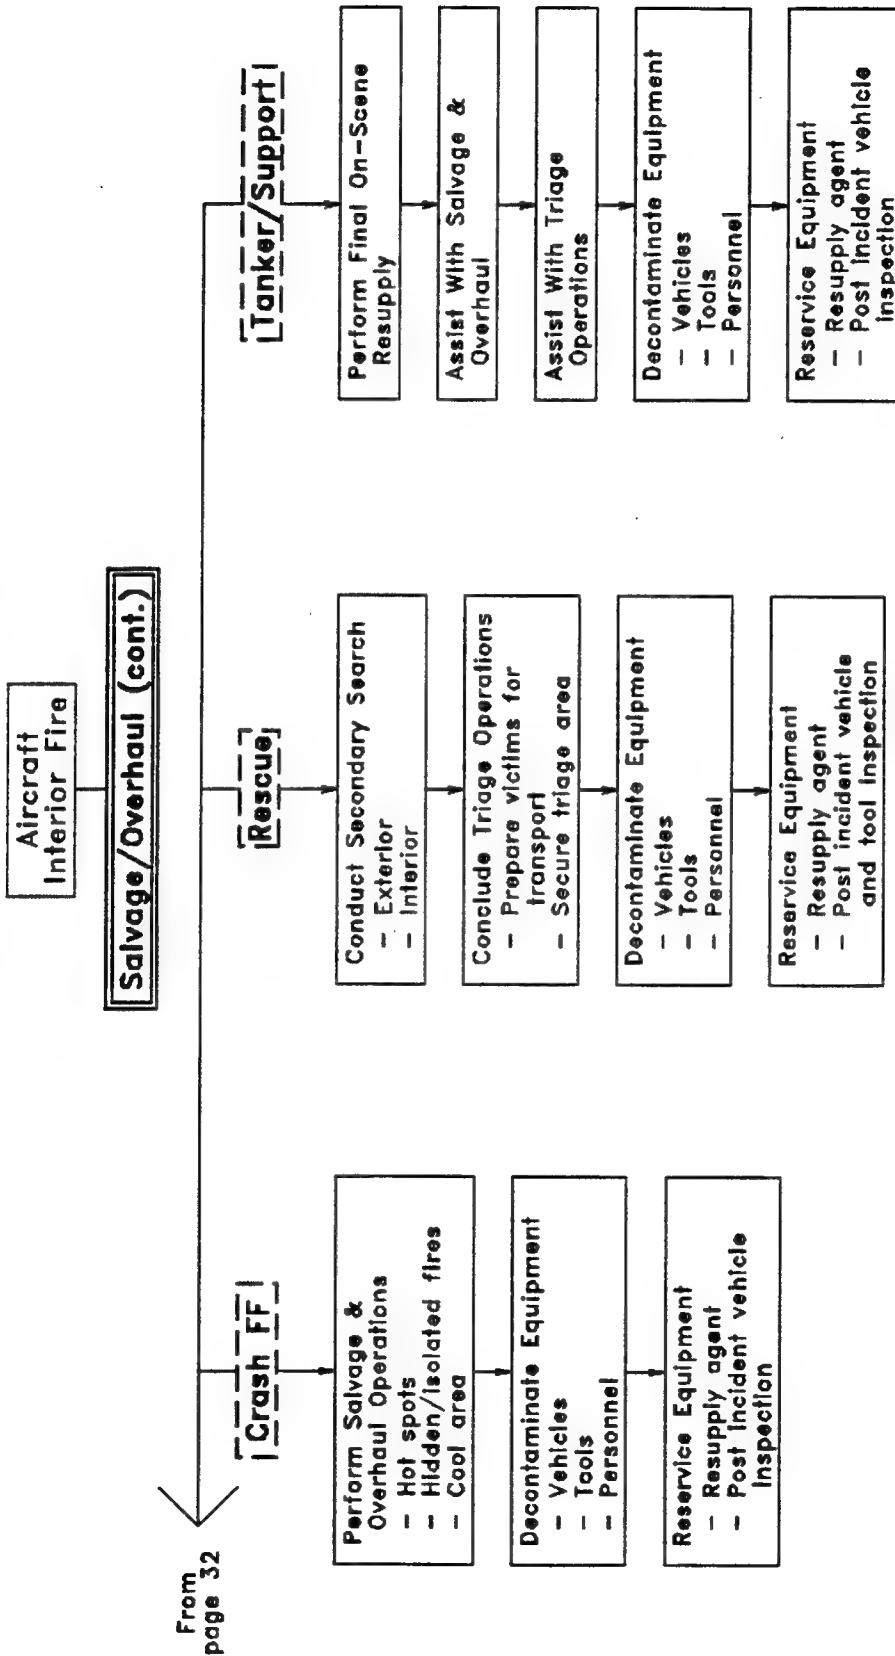 Aircraft
Interior Fire
Salvage/Overhaul (cont.)
From
page 32
Crash FF
Perform Salvage &
Overhaul Operations
- Hot spots
- Hidden/isolated fires
- Cool area
Decontaminate Equipment
- Vehicles
- Tools
- Personnel
Reservice Equipment
- Resupply agent
- Post incident vehicle
inspection
Rescue
Conduct Secondary Search
- Exterior
- Interior
Conclude Triage Operations
- Prepare victims for
transport
- Secure triage area
Decontaminate Equipment
- Vehicles
- Tools
- Personnel
Reservice Equipment
- Resupply agent
- Post incident vehicle
and tool inspection
Tanker/Support
Perform Final On-Scene
Resupply
Assist With Salvage &
Overhaul
Assist With Triage
Operations
Decontaminate Equipment
- Vehicles
- Tools
- Personnel
Reservice Equipment
- Resupply agent
- Post incident vehicle
inspection